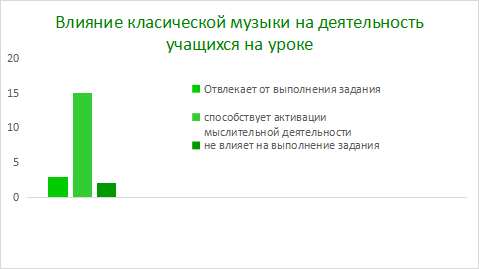 Влияние класической музыки на деятельность
учащихся на уроке
20
15
10
5
0
Отвлекает от выполнения задания
способствует активации
мыслительной деятельности
не влияет на выполнение задания